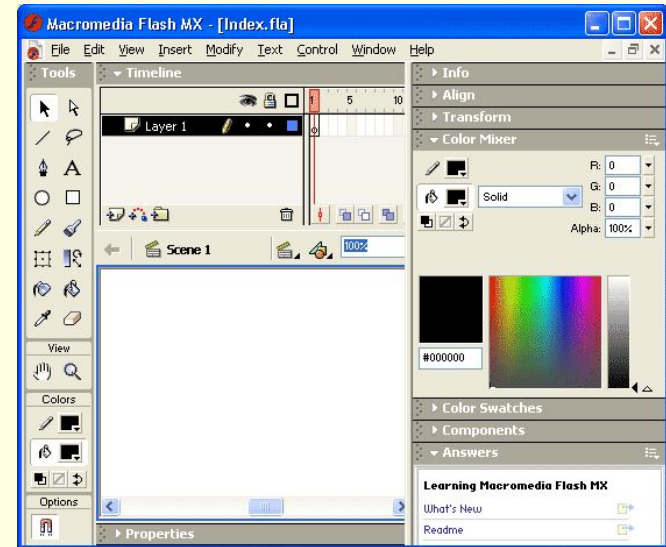 Macromedia Flash MX - [Index.fla]
File Edit View Insert Modify Text Control Window Help
Tools
Timeline
1 5 10
Layer 1
Scene 1
100%
View
Colors
Options
Properties
Info
Align
Transform
Color Mixer
R: 0
Solid
G: 0
B: 0
Alpha: 100%
#000000
Color Swatches
Components
Answers
Learning Macromedia Flash MX
What's New
Readme